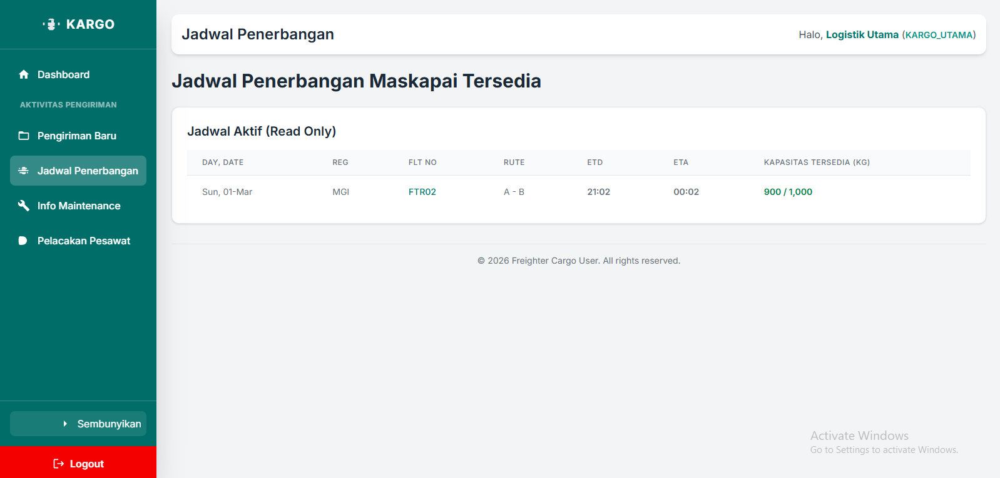 KARGO
Dashboard
AKTIVITAS PENGIRIMAN
Pengiriman Baru
Jadwal Penerbangan
Info Maintenance
Pelacakan Pesawat
Sembunyikan
Logout
Jadwal Penerbangan
Halo, Logistik Utama (KARGO_UTAMA)
Jadwal Penerbangan Maskapai Tersedia
Jadwal Aktif (Read Only)
DAY, DATE REG FLT NO RUTE ETD ETA KAPASITAS TERSEDIA (KG)
Sun, 01-Mar MGI FTR02 A - B 21:02 00:02 900 / 1,000
© 2026 Freighter Cargo User. All rights reserved.
Activate Windows
Go to Settings to activate Windows.